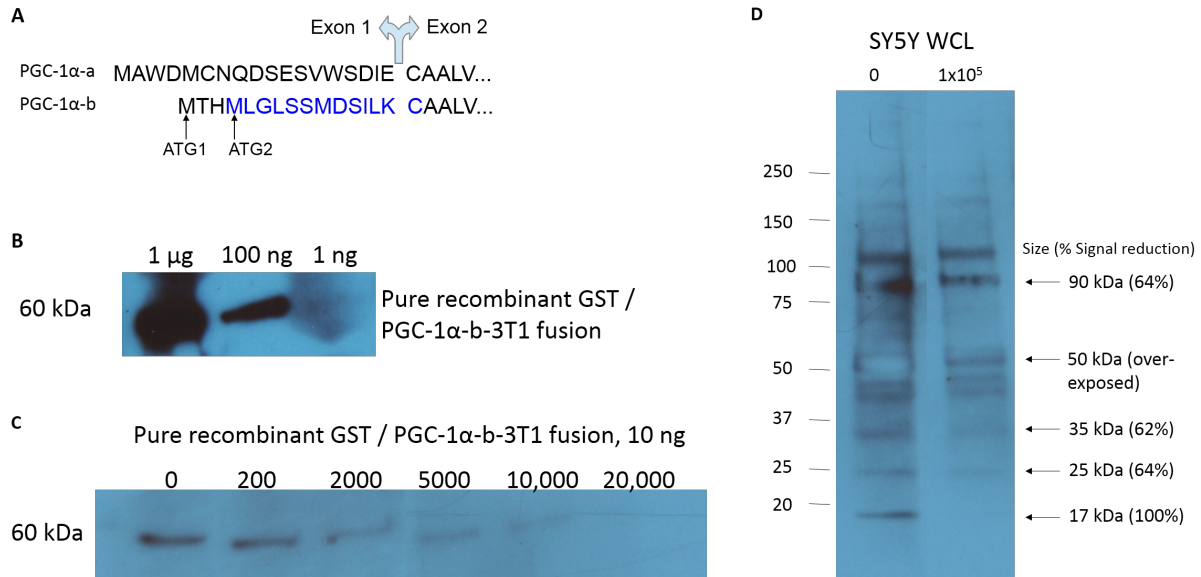 A
Exon 1 Exon 2
PGC-1α-a MAWDMCNQDSESVWSDIE CAALV...
PGC-1α-b MTHMLGLSSMDSILK CAALV...
ATG1 ATG2
B
1 µg 100 ng 1 ng
60 kDa
Pure recombinant GST /
PGC-1α-b-3T1 fusion
C
Pure recombinant GST / PGC-1α-b-3T1 fusion, 10 ng
0 200 2000 5000 10,000 20,000
60 kDa
D
SY5Y WCL
0 1x10⁵
250
150
100
75
50
37
25
20
Size (% Signal reduction)
90 kDa (64%)
50 kDa (over-
exposed)
35 kDa (62%)
25 kDa (64%)
17 kDa (100%)